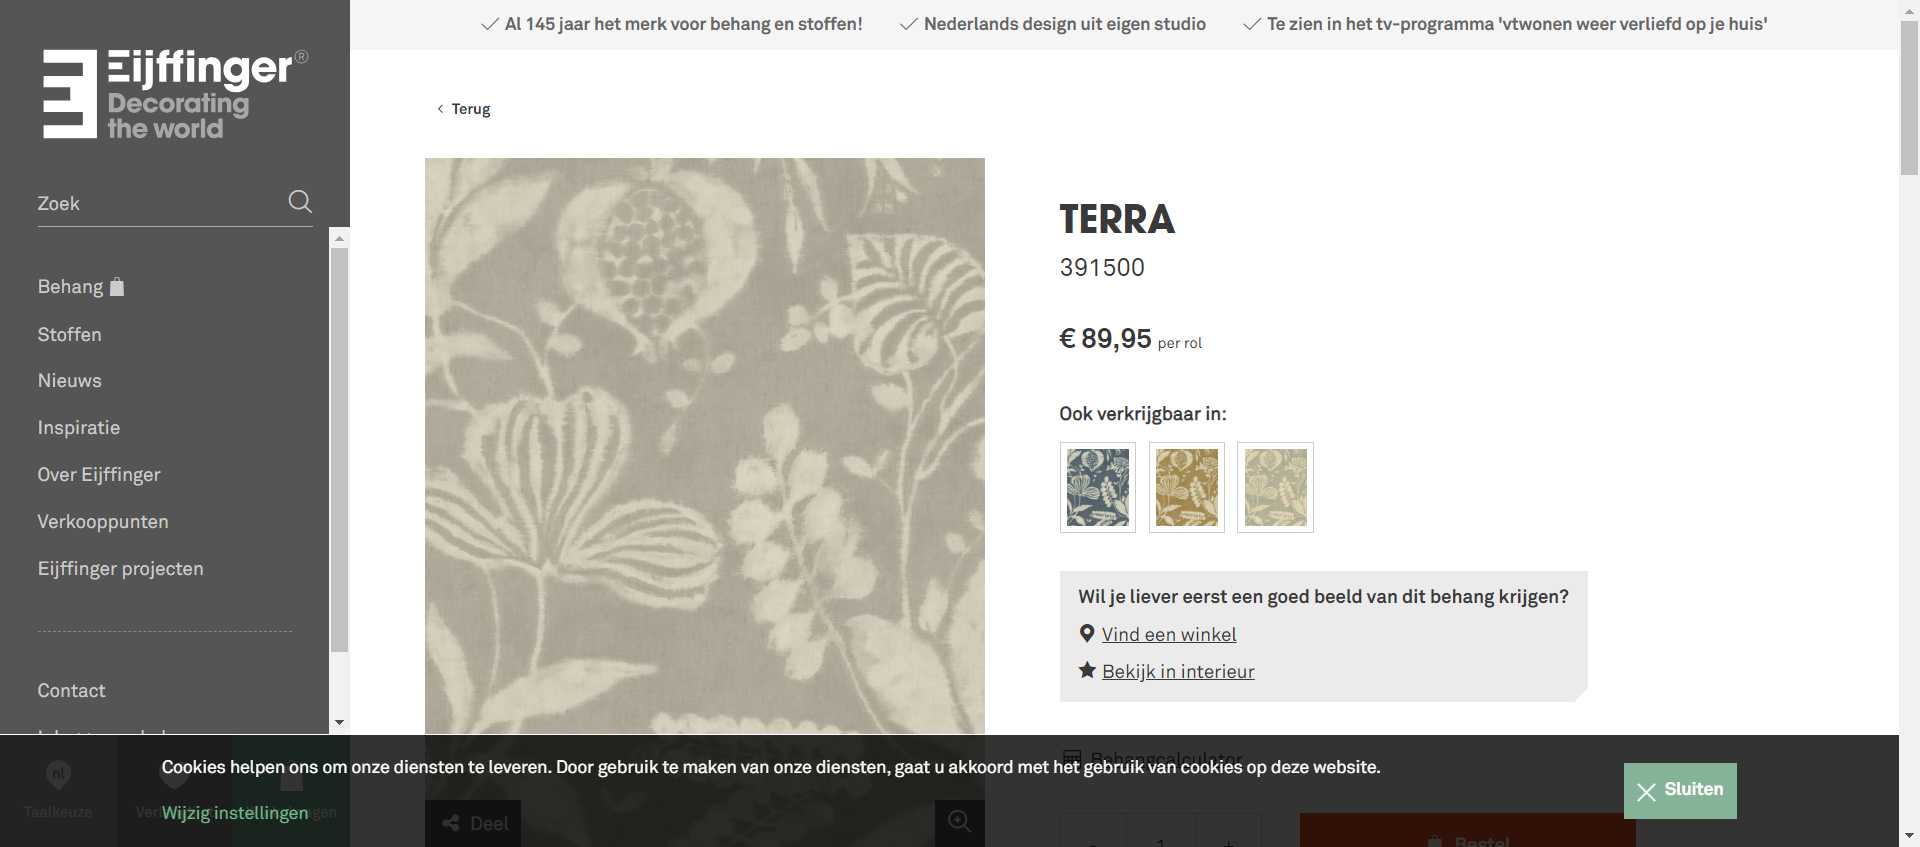 Al 145 jaar het merk voor behang en stoffen!
Nederlands design uit eigen studio
Te zien in het tv-programma 'vtwonen weer verliefd op je huis'
Eijffinger®
Decorating
the world
Zoek
Behang
Stoffen
Nieuws
Inspiratie
Over Eijffinger
Verkooppunten
Eijffinger projecten
Contact
Terug
TERRA
391500
€ 89,95 per rol
Ook verkrijgbaar in:
Wil je liever eerst een goed beeld van dit behang krijgen?
Vind een winkel
Bekijk in interieur
Behangcalculator
- 1 +
Bestel
Deel
nl
Taalkeuze
Cookies helpen ons om onze diensten te leveren. Door gebruik te maken van onze diensten, gaat u akkoord met het gebruik van cookies op deze website.
Wijzig instellingen
Sluiten